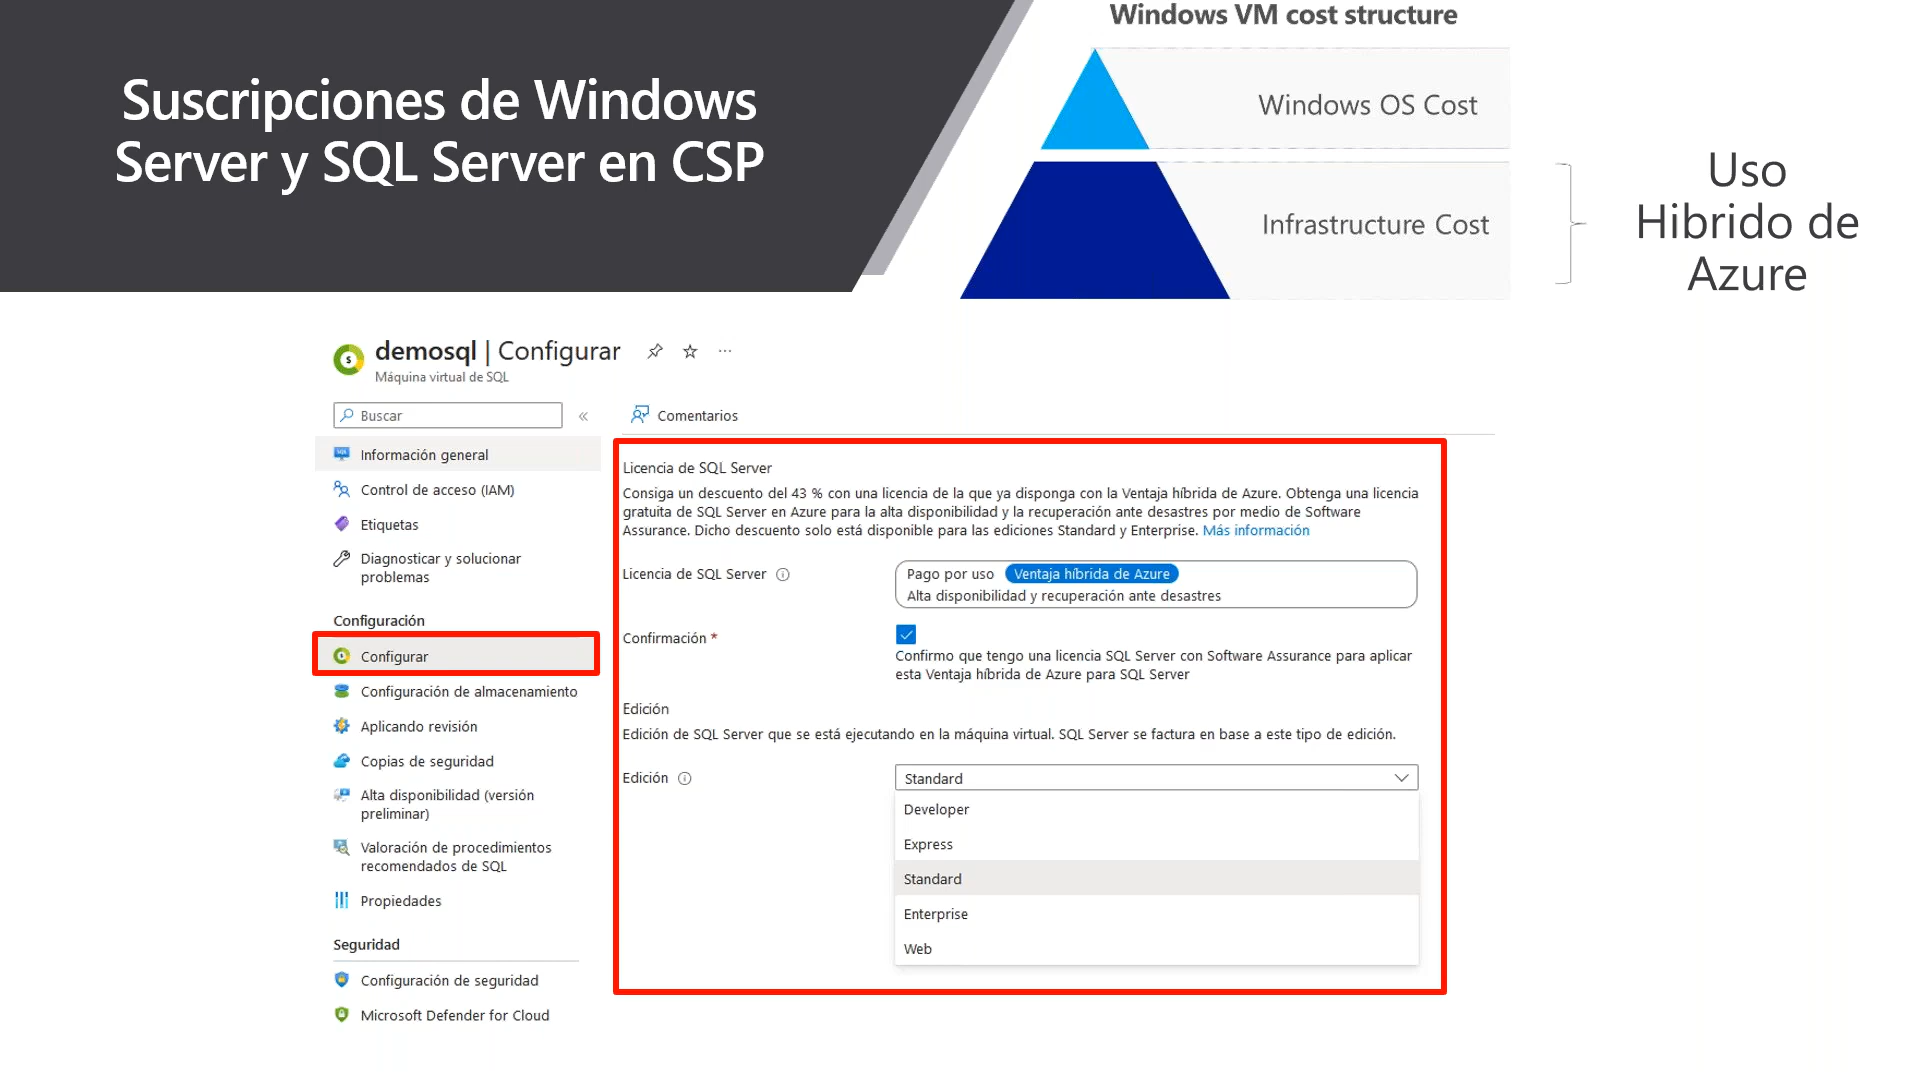 Suscripciones de Windows
Server y SQL Server en CSP
Windows VM cost structure
Windows OS Cost
Infrastructure Cost
Uso
Hibrido de
Azure
demosql | Configurar
Máquina virtual de SQL
Buscar
Información general
Control de acceso (IAM)
Etiquetas
Diagnosticar y solucionar
problemas
Configuración
Configurar
Configuración de almacenamiento
Aplicando revisión
Copias de seguridad
Alta disponibilidad (versión
preliminar)
Valoración de procedimientos
recomendados de SQL
Propiedades
Seguridad
Configuración de seguridad
Microsoft Defender for Cloud
Comentarios
Licencia de SQL Server
Consiga un descuento del 43 % con una licencia de la que ya disponga con la Ventaja híbrida de Azure. Obtenga una licencia
gratuita de SQL Server en Azure para la alta disponibilidad y la recuperación ante desastres por medio de Software
Assurance. Dicho descuento solo está disponible para las ediciones Standard y Enterprise. Más información
Licencia de SQL Server
Pago por uso Ventaja híbrida de Azure
Alta disponibilidad y recuperación ante desastres
Confirmación *
Confirmo que tengo una licencia SQL Server con Software Assurance para aplicar
esta Ventaja híbrida de Azure para SQL Server
Edición
Edición de SQL Server que se está ejecutando en la máquina virtual. SQL Server se factura en base a este tipo de edición.
Edición
Standard
Developer
Express
Standard
Enterprise
Web